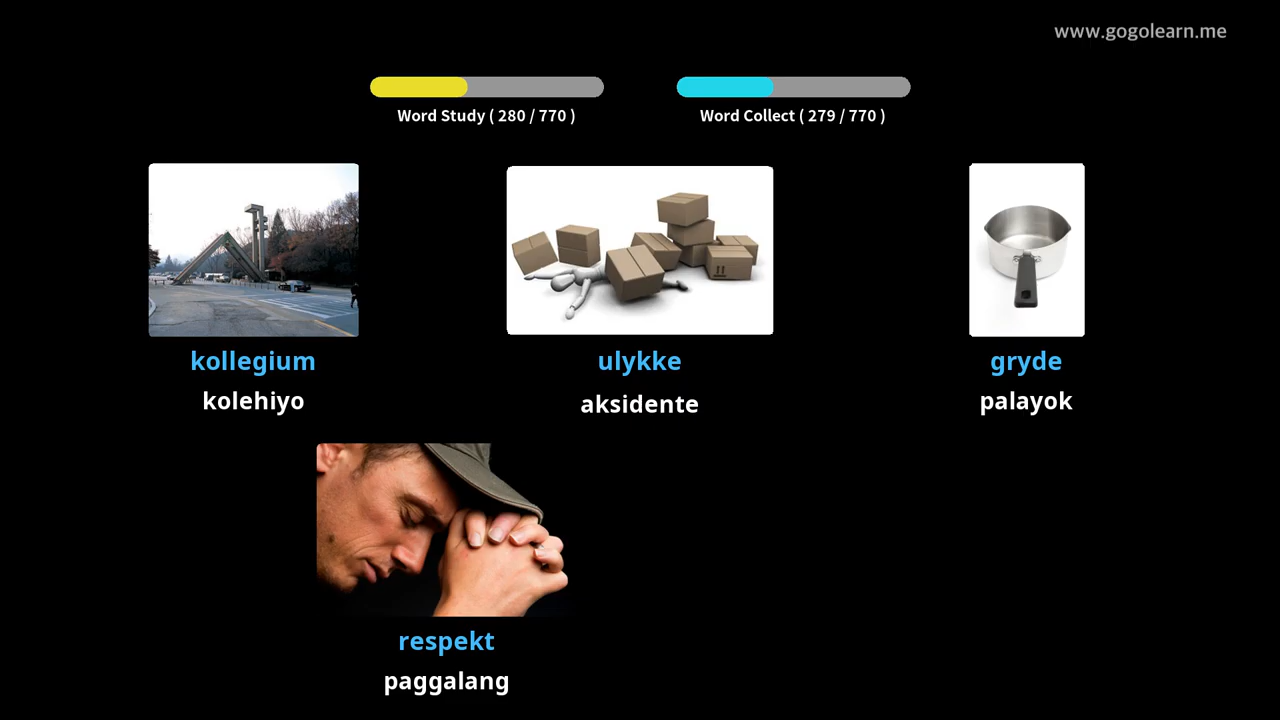 www.gogolearn.me
Word Study ( 280 / 770 )
Word Collect ( 279 / 770 )
kollegium
kolehiyo
ulykke
aksidente
gryde
palayok
respekt
paggalang